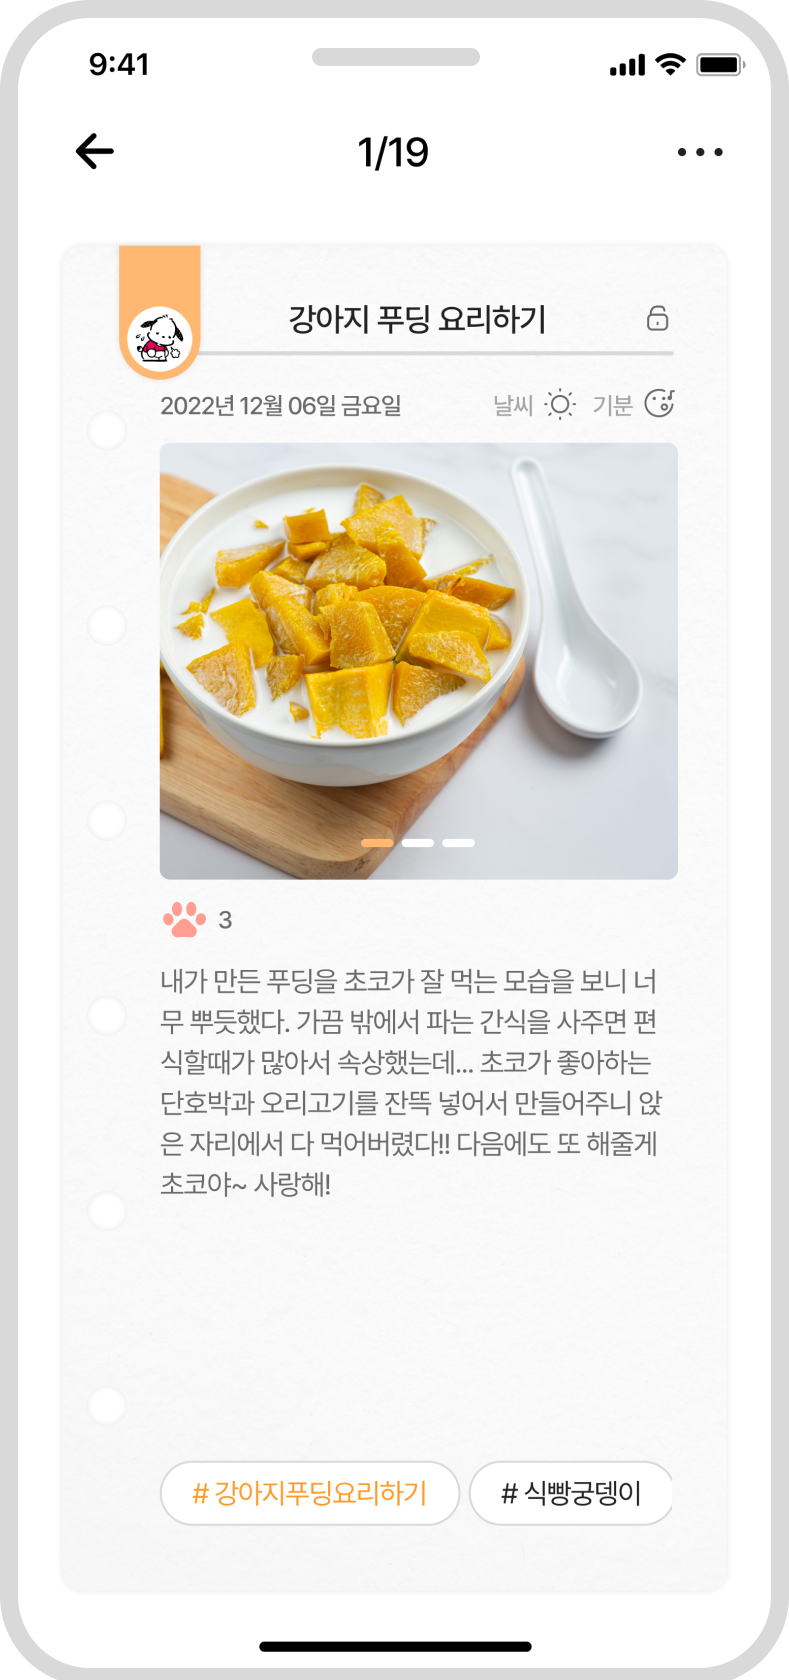 9:41
1/19
강아지 푸딩 요리하기
2022년 12월 06일 금요일 날씨 기분
3
내가 만든 푸딩을 초코가 잘 먹는 모습을 보니 너
무 뿌듯했다. 가끔 밖에서 파는 간식을 사주면 편
식할때가 많아서 속상했는데... 초코가 좋아하는
단호박과 오리고기를 잔뜩 넣어서 만들어주니 앉
은 자리에서 다 먹어버렸다!! 다음에도 또 해줄게
초코야~ 사랑해!
# 강아지푸딩요리하기 # 식빵궁뎅이